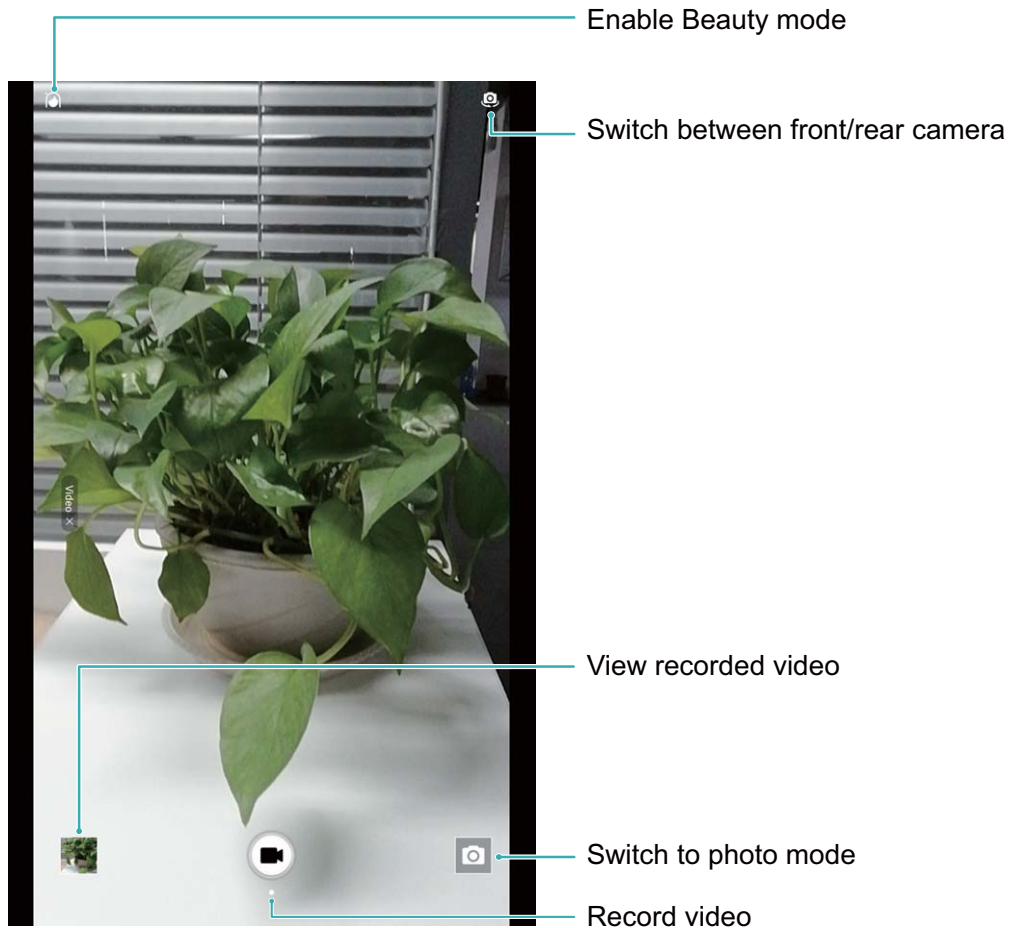 Enable Beauty mode
Switch between front/rear camera
Video ×
View recorded video
Switch to photo mode
Record video